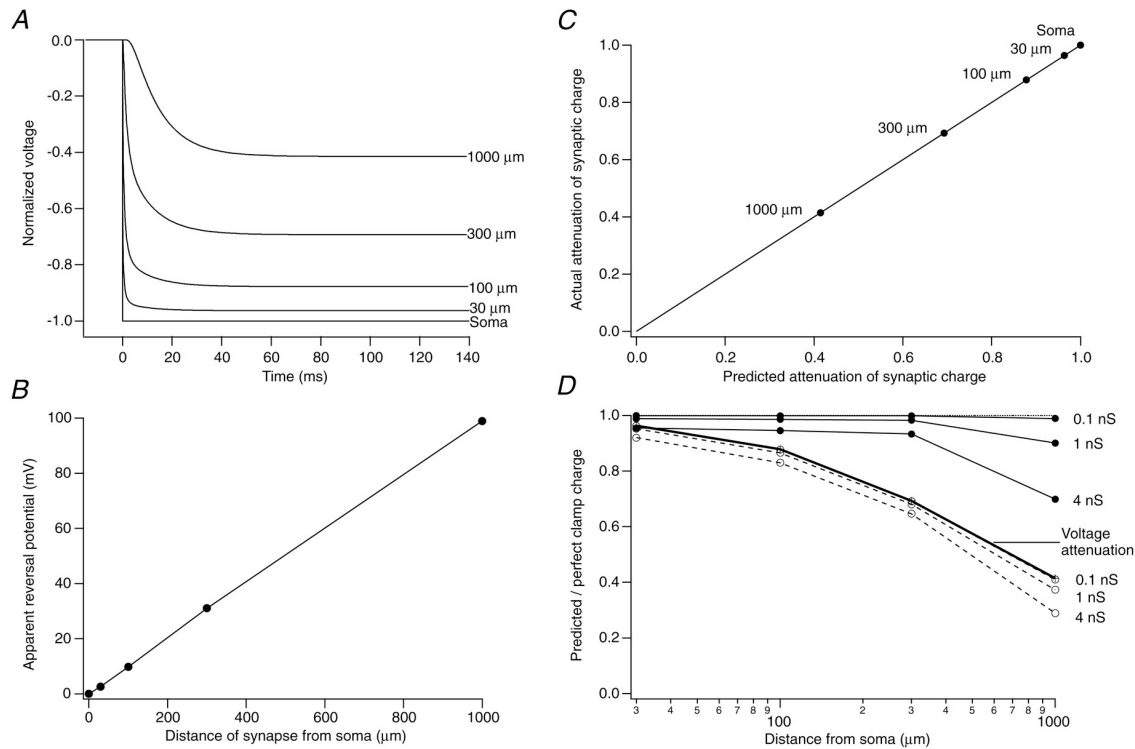 A
0.0
-0.2
-0.4
-0.6
-0.8
-1.0
Normalized voltage
1000 µm
300 µm
100 µm
30 µm
Soma
0 20 40 60 80 100 120 140
Time (ms)
C
1.0
0.8
0.6
0.4
0.2
0.0
Actual attenuation of synaptic charge
Soma
30 µm
100 µm
300 µm
1000 µm
0.0 0.2 0.4 0.6 0.8 1.0
Predicted attenuation of synaptic charge
B
100
80
60
40
20
0
Apparent reversal potential (mV)
0 200 400 600 800 1000
Distance of synapse from soma (µm)
D
1.0
0.8
0.6
0.4
0.2
0.0
Predicted / perfect clamp charge
0.1 nS
1 nS
4 nS
Voltage
attenuation
0.1 nS
1 nS
4 nS
3 4 5 6 7 8 9 100 2 3 4 5 6 7 8 9 1000
Distance from soma (µm)